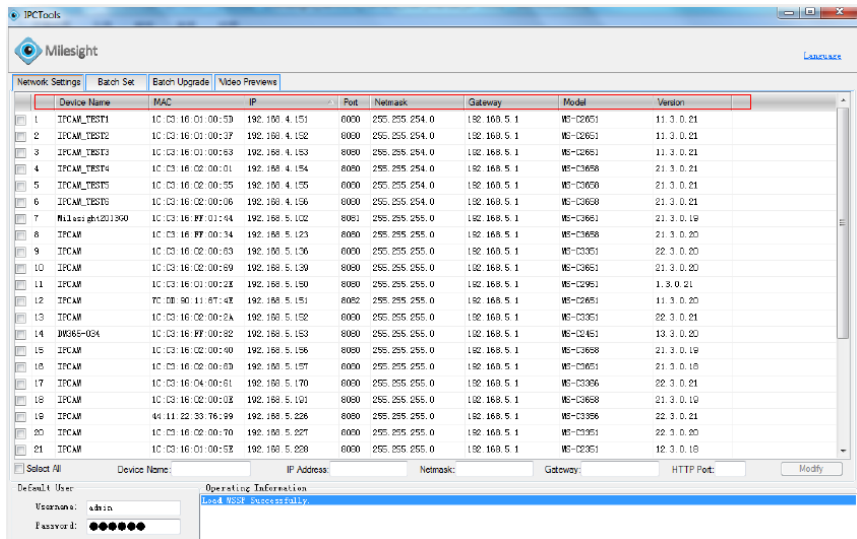 IPCTools
Milesight
Language
Network Settings Batch Set Batch Upgrade Video Previews
Device Name MAC IP Port Netmask Gateway Model Version
1 IPCAM_TEST1 1C:C3:16:01:00:5D 192.168.4.151 8080 255.255.254.0 192.168.5.1 MS-C2651 11.3.0.21
2 IPCAM_TEST2 1C:C3:16:01:00:3F 192.168.4.152 8080 255.255.254.0 192.168.5.1 MS-C2651 11.3.0.21
3 IPCAM_TEST3 1C:C3:16:01:00:53 192.168.4.153 8080 255.255.254.0 192.168.5.1 MS-C2651 11.3.0.21
4 IPCAM_TEST4 1C:C3:16:02:00:01 192.168.4.154 8080 255.255.254.0 192.168.5.1 MS-C3658 21.3.0.21
5 IPCAM_TEST5 1C:C3:16:02:00:55 192.168.4.155 8080 255.255.254.0 192.168.5.1 MS-C3658 21.3.0.21
6 IPCAM_TEST6 1C:C3:16:02:00:06 192.168.4.156 8080 255.255.254.0 192.168.5.1 MS-C3658 21.3.0.21
7 Milesight2013GO 1C:C3:16:FF:01:44 192.168.5.102 8081 255.255.255.0 192.168.5.1 MS-C3651 21.3.0.19
8 IPCAM 1C:C3:16:FF:00:34 192.168.5.123 8080 255.255.255.0 192.168.5.1 MS-C3658 21.3.0.20
9 IPCAM 1C:C3:16:02:00:63 192.168.5.136 8080 255.255.255.0 192.168.5.1 MS-C3351 22.3.0.20
10 IPCAM 1C:C3:16:02:00:69 192.168.5.139 8080 255.255.255.0 192.168.5.1 MS-C3651 21.3.0.20
11 IPCAM 1C:C3:16:01:00:2E 192.168.5.150 8080 255.255.255.0 192.168.5.1 MS-C2951 1.3.0.21
12 IPCAM 7C:DD:90:11:67:4E 192.168.5.151 8082 255.255.255.0 192.168.5.1 MS-C2651 11.3.0.20
13 IPCAM 1C:C3:16:02:00:2A 192.168.5.152 8080 255.255.255.0 192.168.5.1 MS-C3351 22.3.0.21
14 DW365-034 1C:C3:16:FF:00:82 192.168.5.153 8080 255.255.255.0 192.168.5.1 MS-C2451 13.3.0.20
15 IPCAM 1C:C3:16:02:00:40 192.168.5.156 8080 255.255.255.0 192.168.5.1 MS-C3658 21.3.0.19
16 IPCAM 1C:C3:16:02:00:6D 192.168.5.157 8080 255.255.255.0 192.168.5.1 MS-C3651 21.3.0.18
17 IPCAM 1C:C3:16:04:00:61 192.168.5.170 8080 255.255.255.0 192.168.5.1 MS-C3366 22.3.0.21
18 IPCAM 1C:C3:16:02:00:0E 192.168.5.191 8080 255.255.255.0 192.168.5.1 MS-C3658 21.3.0.19
19 IPCAM 44:11:22:33:76:99 192.168.5.226 8080 255.255.255.0 192.168.5.1 MS-C3356 22.3.0.21
20 IPCAM 1C:C3:16:02:00:70 192.168.5.227 8080 255.255.255.0 192.168.5.1 MS-C3351 22.3.0.20
21 IPCAM 1C:C3:16:01:00:5E 192.168.5.228 8080 255.255.255.0 192.168.5.1 MS-C2351 12.3.0.18
Select All Device Name: IP Address: Netmask: Gateway: HTTP Port: Modify
Default User Operating Information
Username: admin Load MSSP Successfully.
Password: ●●●●●●